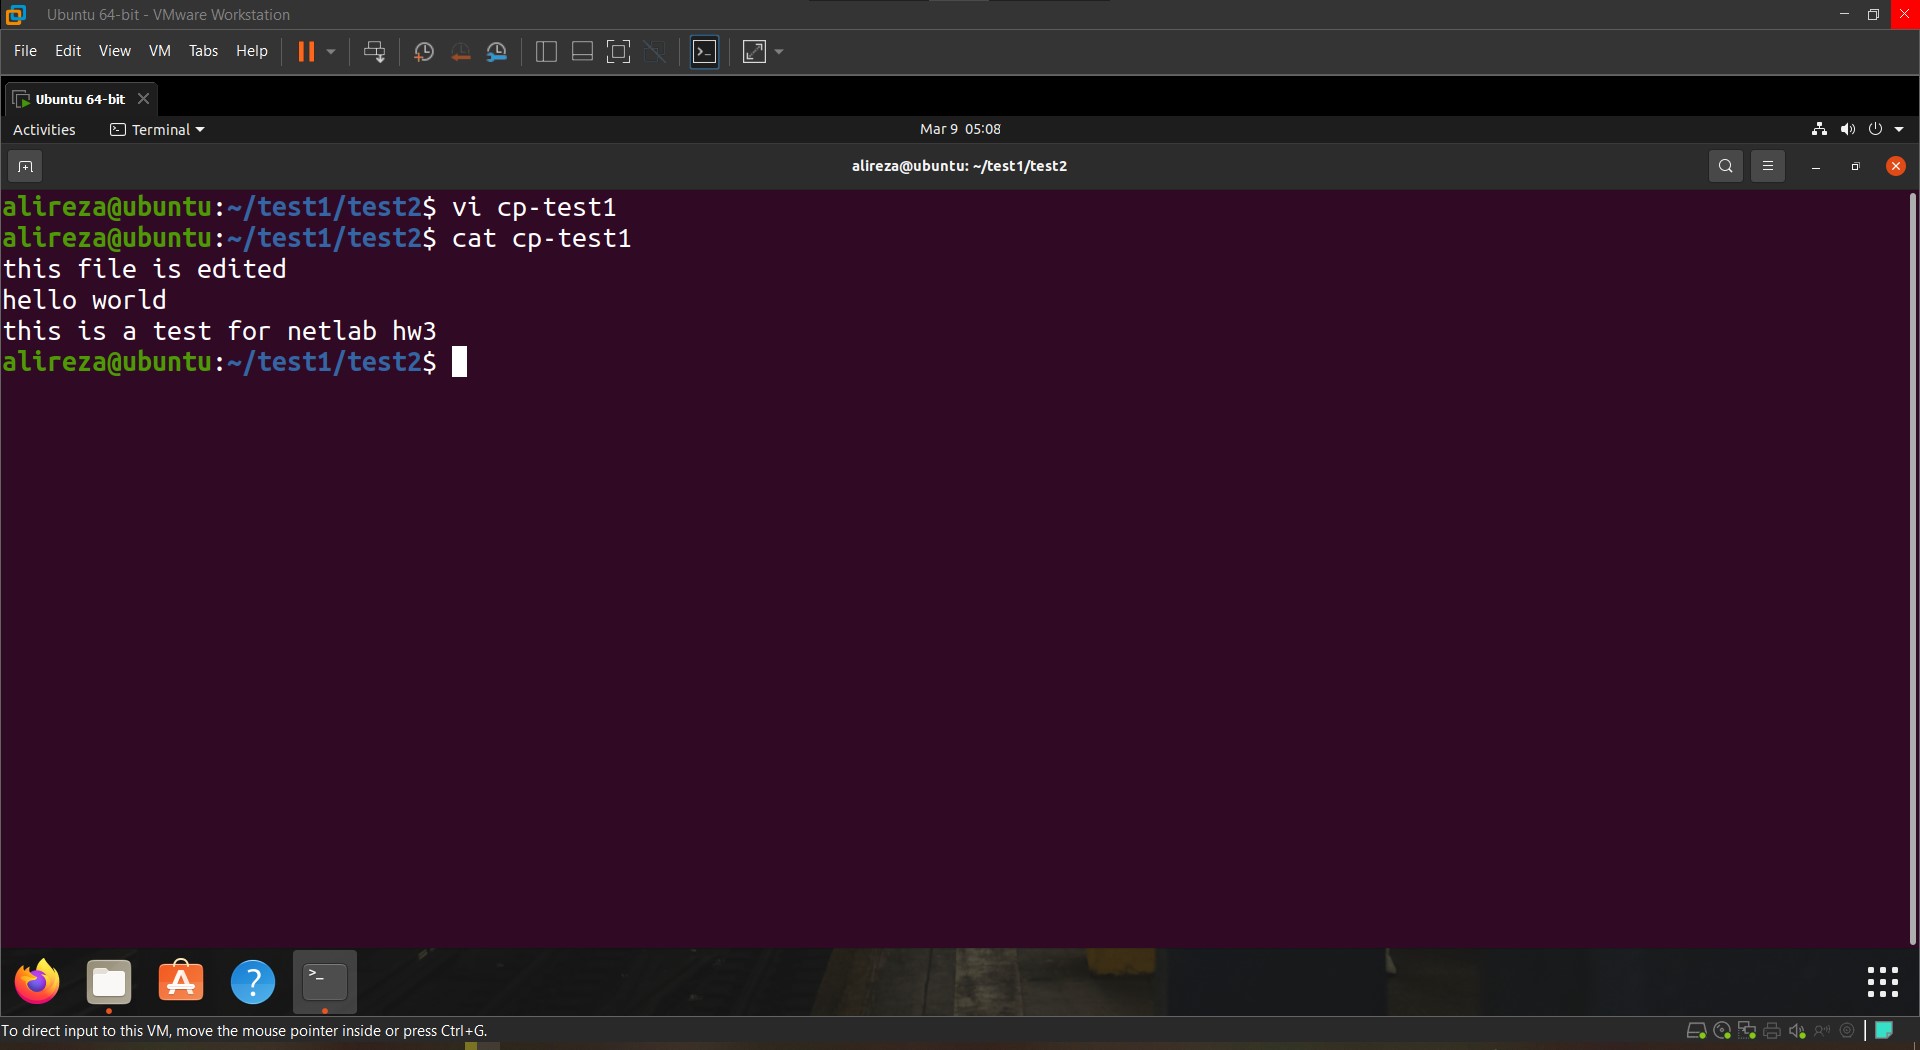 Ubuntu 64-bit - VMware Workstation
File Edit View VM Tabs Help
Ubuntu 64-bit
Activities Terminal Mar 9 05:08
alireza@ubuntu: ~/test1/test2
alireza@ubuntu:~/test1/test2$ vi cp-test1
alireza@ubuntu:~/test1/test2$ cat cp-test1
this file is edited
hello world
this is a test for netlab hw3
alireza@ubuntu:~/test1/test2$
To direct input to this VM, move the mouse pointer inside or press Ctrl+G.